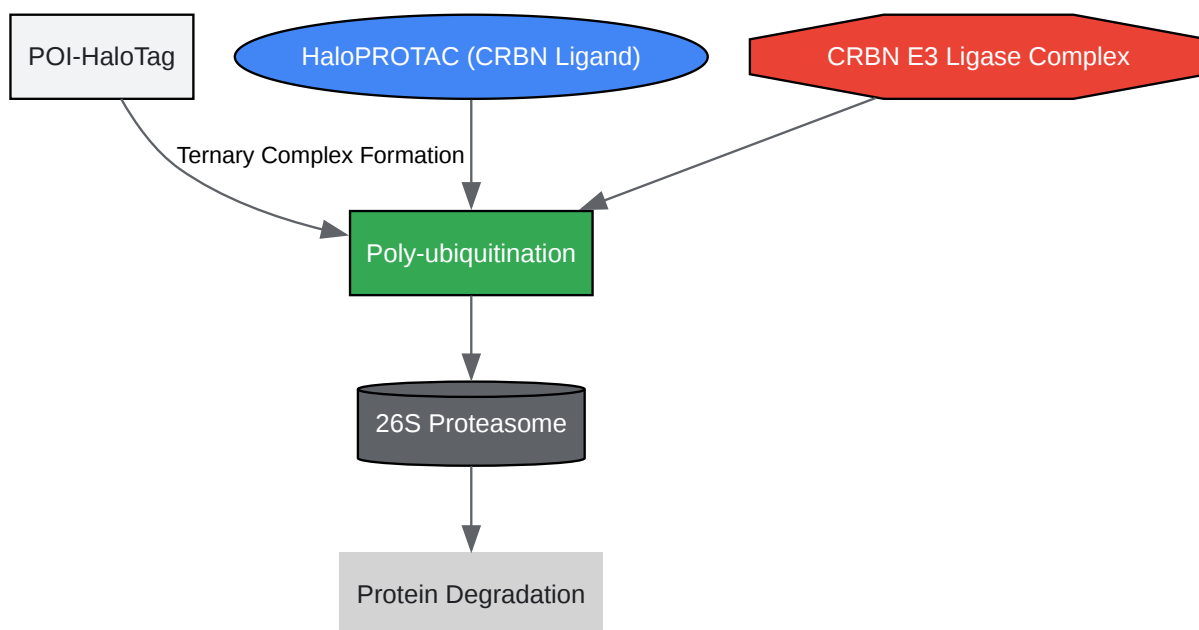 POI-HaloTag
HaloPROTAC (CRBN Ligand)
CRBN E3 Ligase Complex
Ternary Complex Formation
Poly-ubiquitination
26S Proteasome
Protein Degradation